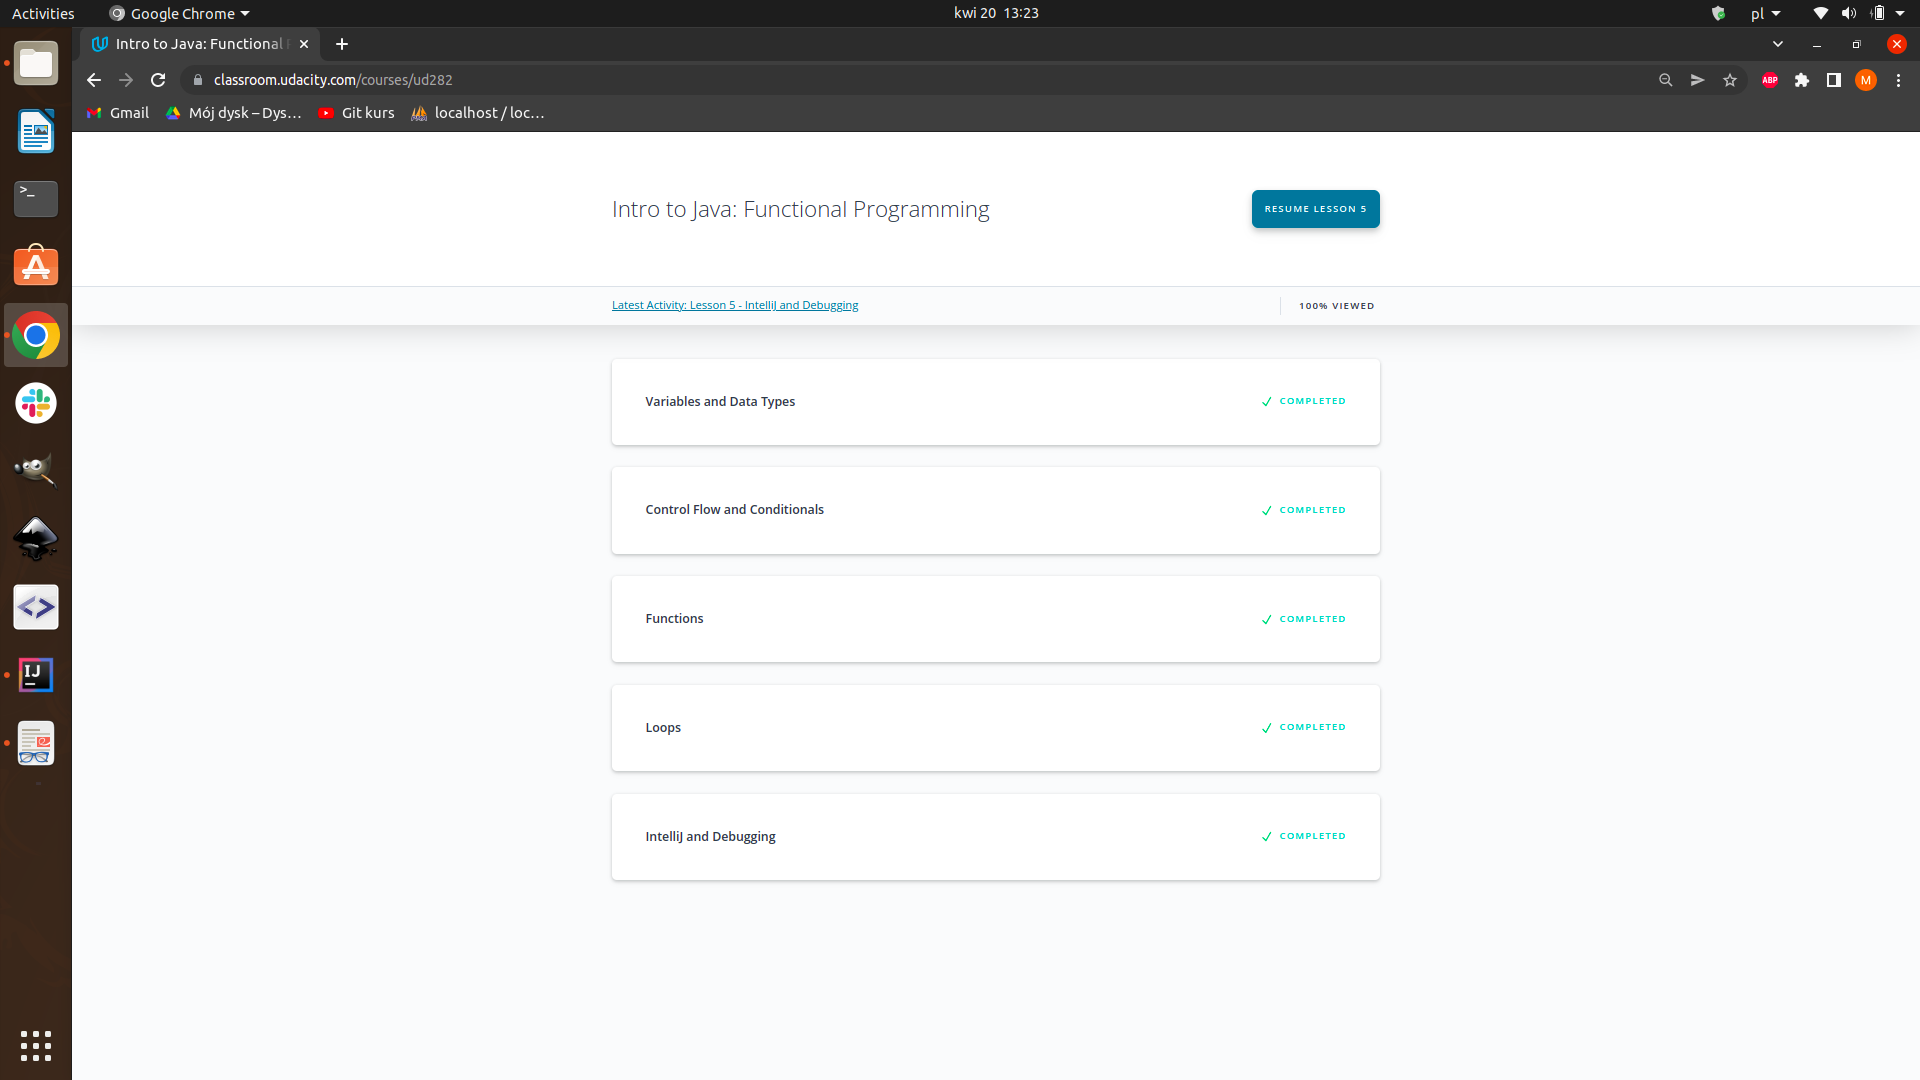 Activities
Google Chrome
kwi 20 13:23
pl
Intro to Java: Functional
classroom.udacity.com/courses/ud282
ABP
M
Gmail
Mój dysk – Dys...
Git kurs
localhost / loc...
Intro to Java: Functional Programming
RESUME LESSON 5
Latest Activity: Lesson 5 - IntelliJ and Debugging
100% VIEWED
Variables and Data Types
COMPLETED
Control Flow and Conditionals
COMPLETED
Functions
COMPLETED
Loops
COMPLETED
IntelliJ and Debugging
COMPLETED
>_
IJ